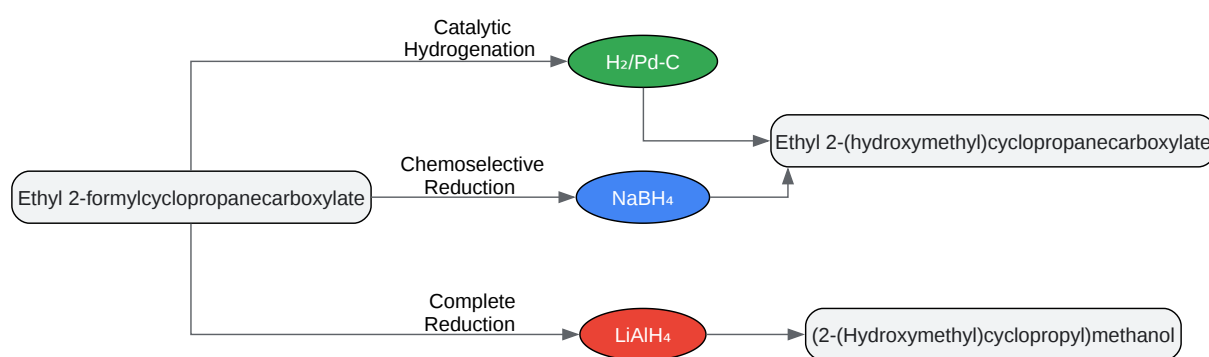 Catalytic
Hydrogenation
H₂/Pd-C
Ethyl 2-(hydroxymethyl)cyclopropanecarboxylate
Chemoselective
Reduction
Ethyl 2-formylcyclopropanecarboxylate
NaBH₄
Complete
Reduction
LiAlH₄
(2-(Hydroxymethyl)cyclopropyl)methanol